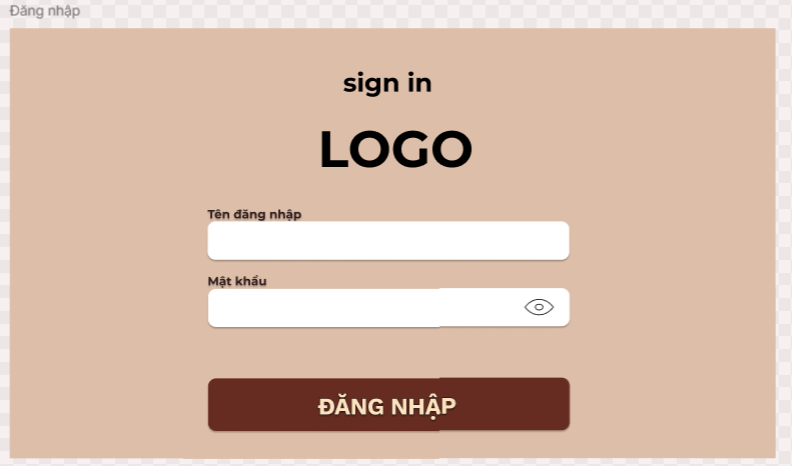 Đăng nhập
sign in
LOGO
Tên đăng nhập
Mật khẩu
ĐĂNG NHẬP